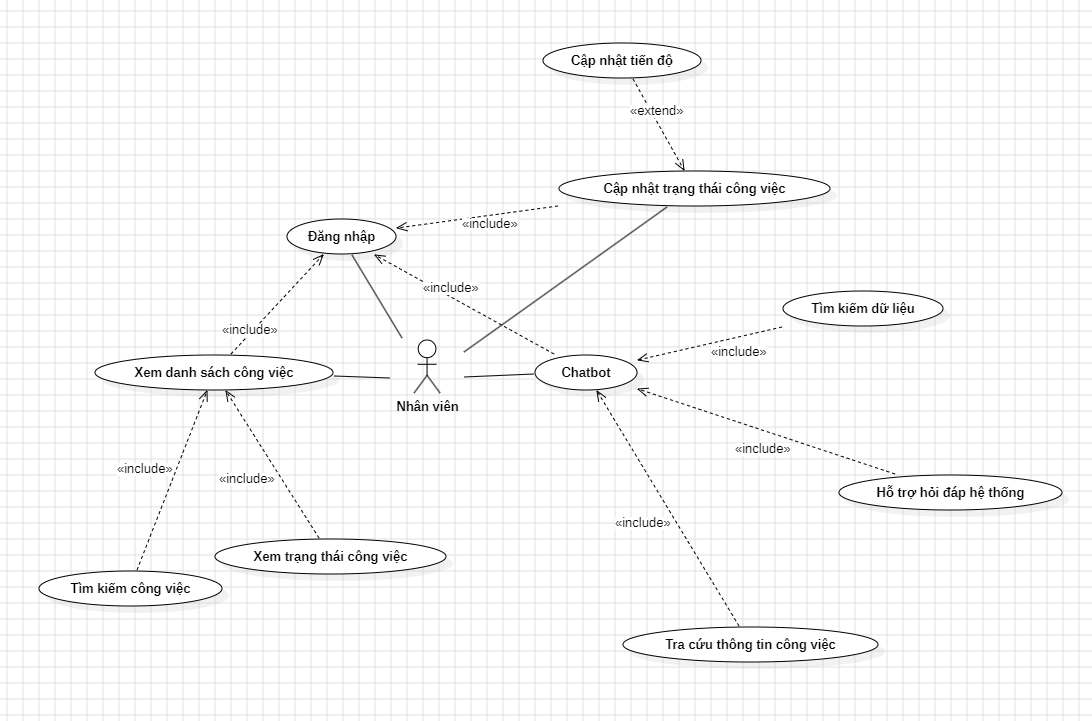 Cập nhật tiến độ
«extend»
Cập nhật trạng thái công việc
«include»
Đăng nhập
«include»
Tìm kiếm dữ liệu
«include»
«include»
Xem danh sách công việc
Chatbot
Nhân viên
«include»
«include»
«include»
Hỗ trợ hỏi đáp hệ thống
«include»
Xem trạng thái công việc
Tìm kiếm công việc
Tra cứu thông tin công việc